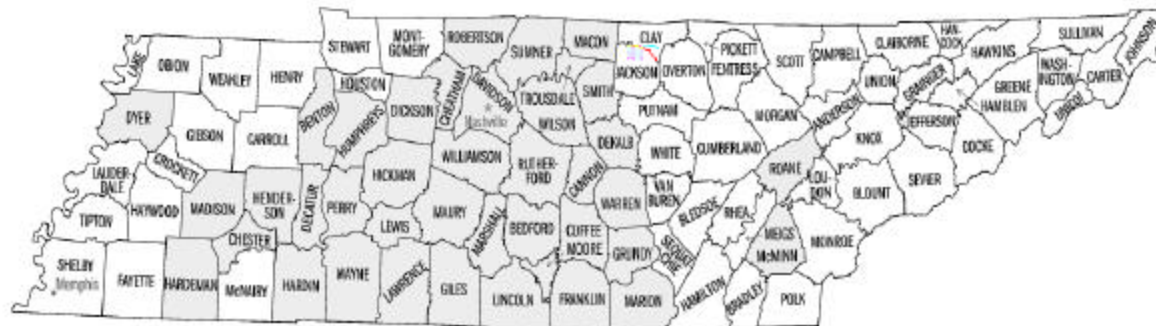 LAKE
OBION
WEAKLEY
HENRY
STEWART
MONT-
GOMERY
ROBERTSON
SUMNER
MACON
CLAY
PICKETT
FENTRESS
SCOTT
CAMPBELL
CLAIBORNE
HAN-
COCK
HAWKINS
SULLIVAN
JOHNSON
DYER
GIBSON
CARROLL
BENTON
HOUSTON
HUMPHREYS
DICKSON
CHEATHAM
DAVIDSON
Nashville
TROUSDALE
WILSON
SMITH
JACKSON
OVERTON
PUTNAM
MORGAN
ANDERSON
UNION
GRAINGER
HAMBLEN
GREENE
WASH-
INGTON
UNICOI
CARTER
LAUDER-
DALE
CROCKETT
HAYWOOD
MADISON
HENDER-
SON
DECATUR
PERRY
HICKMAN
WILLIAMSON
RUTHER-
FORD
CANNON
DEKALB
WHITE
CUMBERLAND
ROANE
LOU-
DON
KNOX
JEFFERSON
SEVIER
COCKE
TIPTON
CHESTER
LEWIS
MAURY
MARSHALL
BEDFORD
COFFEE
MOORE
WARREN
VAN
BUREN
BLEDSOE
RHEA
MEIGS
McMINN
MONROE
BLOUNT
SHELBY
Memphis
FAYETTE
HARDEMAN
McNAIRY
HARDIN
WAYNE
LAWRENCE
GILES
LINCOLN
FRANKLIN
GRUNDY
MARION
SEQUAT
CHIE
HAMILTON
BRADLEY
POLK